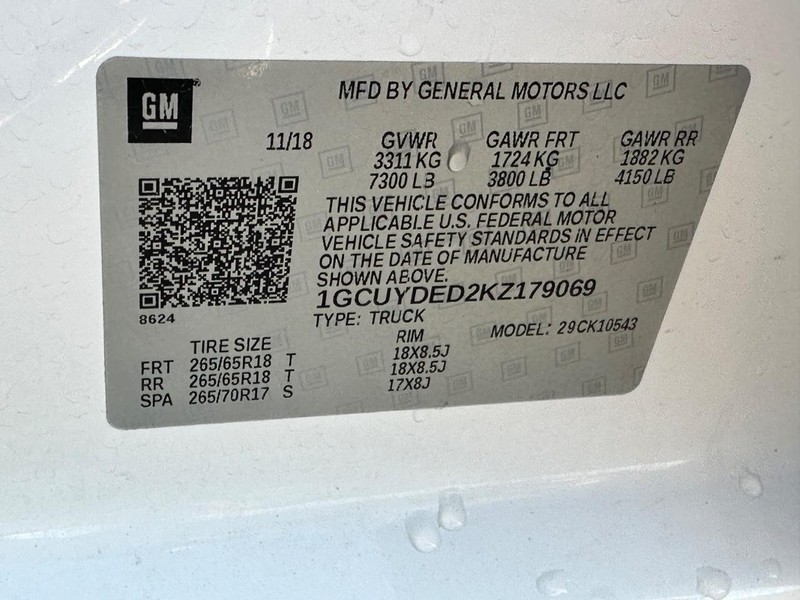 GM
MFD BY GENERAL MOTORS LLC
11/18 GVWR GAWR FRT GAWR RR
3311 KG 1724 KG 1882 KG
7300 LB 3800 LB 4150 LB
THIS VEHICLE CONFORMS TO ALL
APPLICABLE U.S. FEDERAL MOTOR
VEHICLE SAFETY STANDARDS IN EFFECT
ON THE DATE OF MANUFACTURE
SHOWN ABOVE.
1GCUYDED2KZ179069
8624
TYPE: TRUCK MODEL: 29CK10543
TIRE SIZE RIM
FRT 265/65R18 T 18X8.5J
RR 265/65R18 T 18X8.5J
SPA 265/70R17 S 17X8J